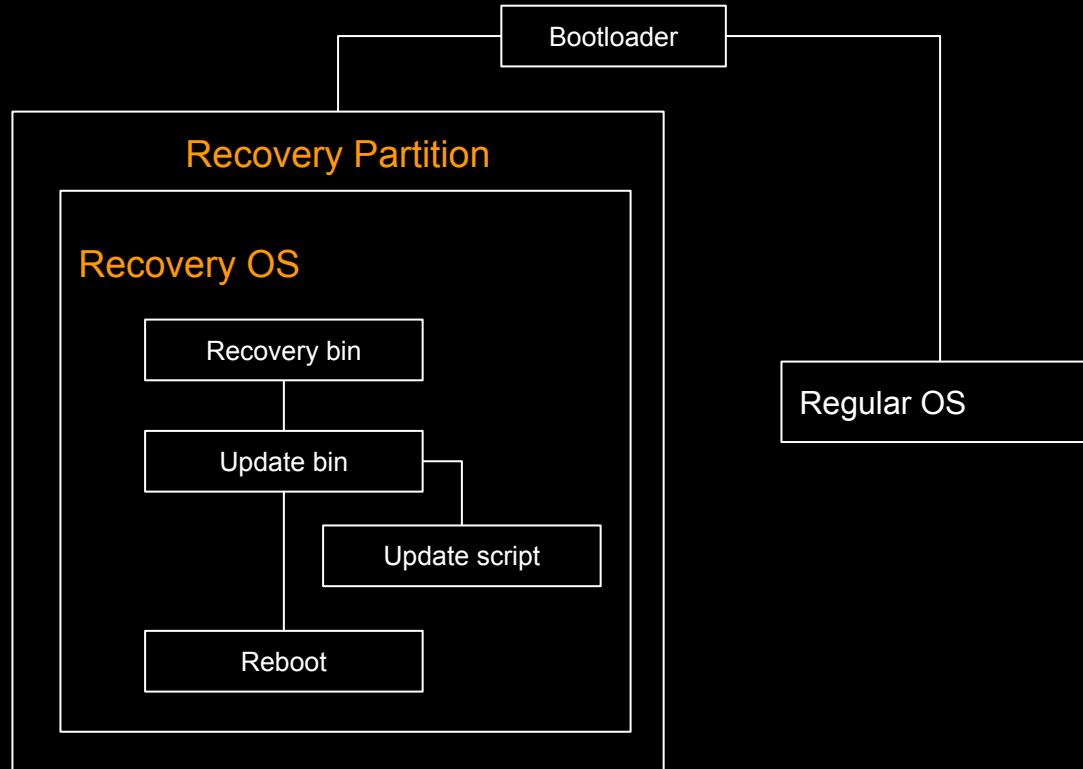 Bootloader
Recovery Partition
Recovery OS
Recovery bin
Update bin
Update script
Reboot
Regular OS